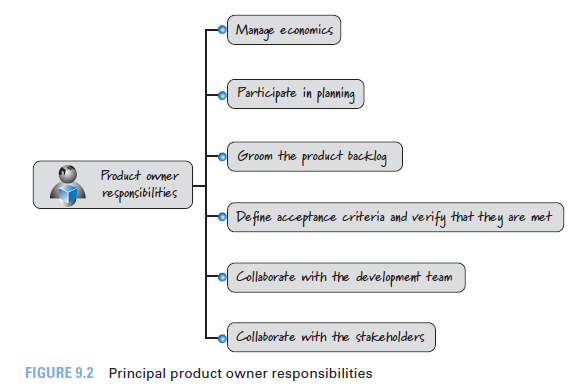 Manage economics
Participate in planning
Groom the product backlog
Product owner
responsibilities
Define acceptance criteria and verify that they are met
Collaborate with the development team
Collaborate with the stakeholders
FIGURE 9.2 Principal product owner responsibilities